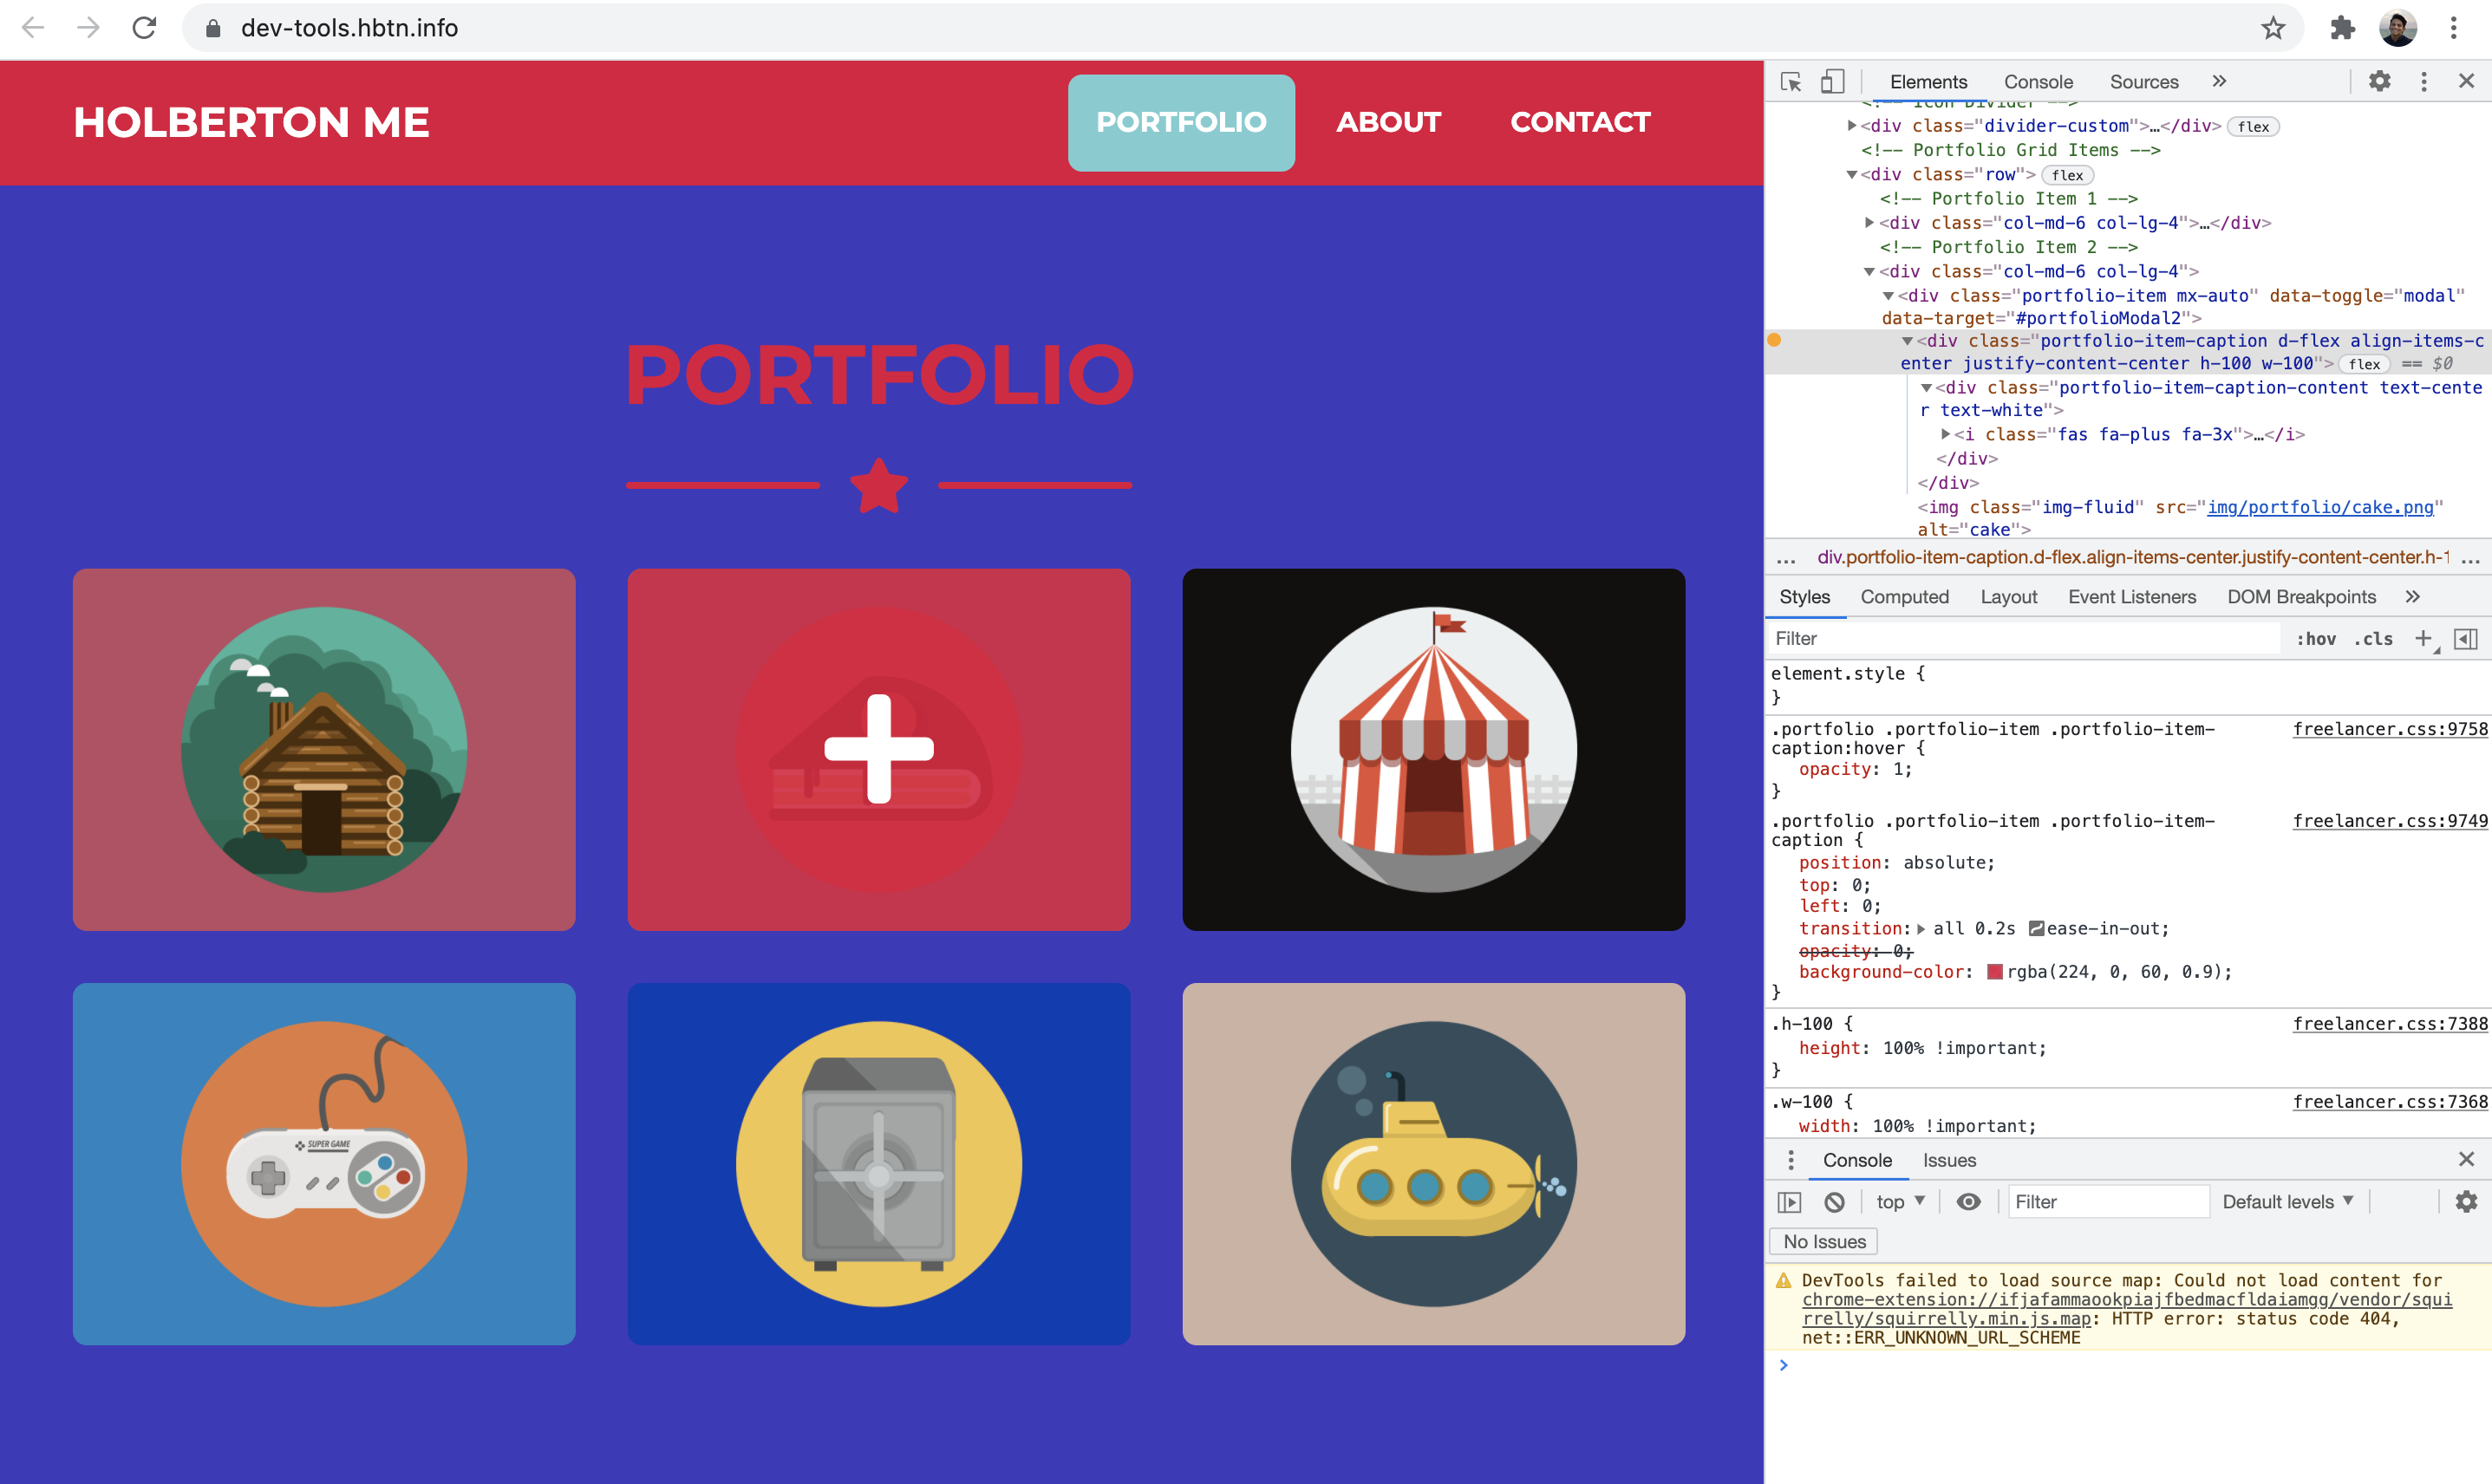 dev-tools.hbtn.info
HOLBERTON ME
PORTFOLIO
ABOUT
CONTACT
PORTFOLIO
SUPER GAME
Elements
Console
Sources
<!-- Icon Divider -->
<div class="divider-custom">…</div> flex
<!-- Portfolio Grid Items -->
<div class="row"> flex
<!-- Portfolio Item 1 -->
<div class="col-md-6 col-lg-4">…</div>
<!-- Portfolio Item 2 -->
<div class="col-md-6 col-lg-4">
<div class="portfolio-item mx-auto" data-toggle="modal"
data-target="#portfolioModal2">
<div class="portfolio-item-caption d-flex align-items-c
enter justify-content-center h-100 w-100"> flex == $0
<div class="portfolio-item-caption-content text-cente
r text-white">
<i class="fas fa-plus fa-3x">…</i>
</div>
</div>
<img class="img-fluid" src="img/portfolio/cake.png"
alt="cake">
... div.portfolio-item-caption.d-flex.align-items-center.justify-content-center.h-1 ...
Styles
Computed
Layout
Event Listeners
DOM Breakpoints
Filter
:hov
.cls
element.style {
}
.portfolio .portfolio-item .portfolio-item- freelancer.css:9758
caption:hover {
opacity: 1;
}
.portfolio .portfolio-item .portfolio-item- freelancer.css:9749
caption {
position: absolute;
top: 0;
left: 0;
transition: all 0.2s ease-in-out;
opacity: 0;
background-color: rgba(224, 0, 60, 0.9);
}
.h-100 { freelancer.css:7388
height: 100% !important;
}
.w-100 { freelancer.css:7368
width: 100% !important;
Console
Issues
top
Filter
Default levels
No Issues
DevTools failed to load source map: Could not load content for
chrome-extension://ifjafammaookpiajfbedmacfldaiamgg/vendor/squi
rrelly/squirrelly.min.js.map: HTTP error: status code 404,
net::ERR_UNKNOWN_URL_SCHEME